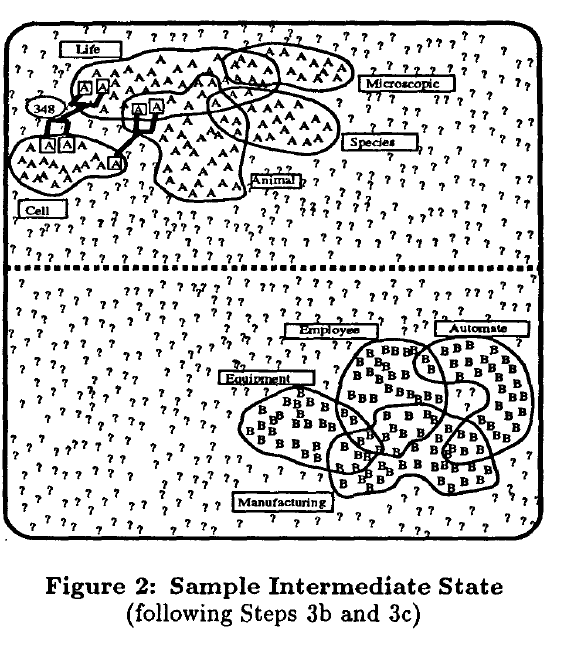 Life
Microscopic
348
Species
Animal
Cell
Employee
Automate
Equipment
Manufacturing
Figure 2: Sample Intermediate State
(following Steps 3b and 3c)